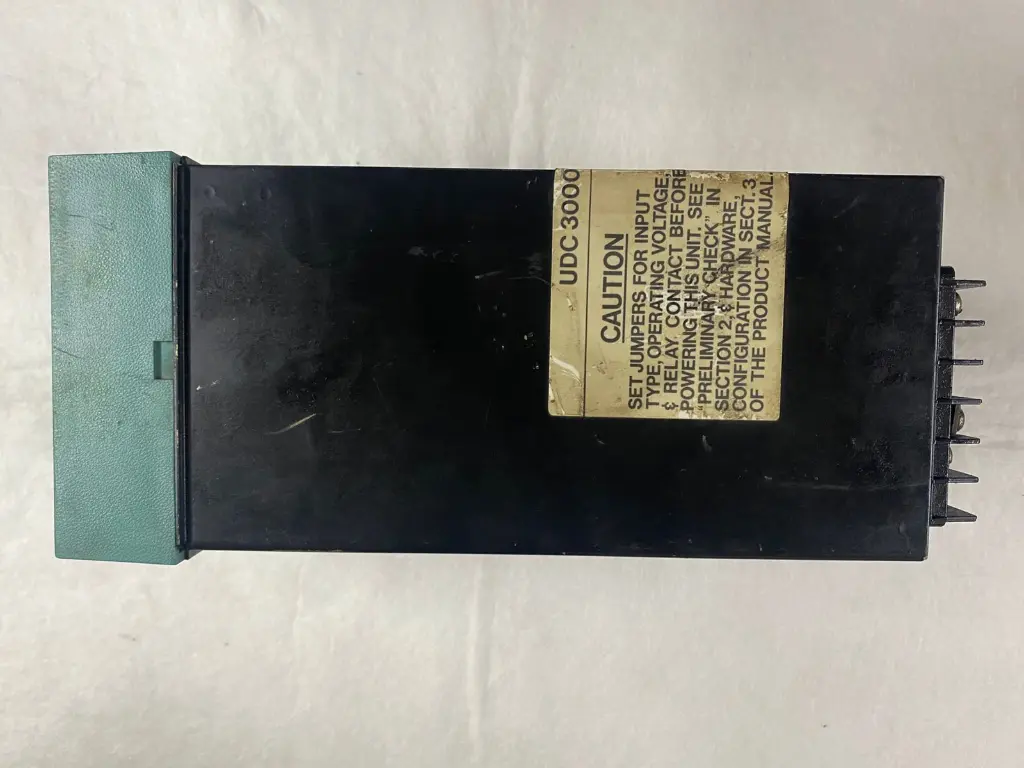 UDC 3000
CAUTION
SET JUMPERS FOR INPUT
TYPE, OPERATING VOLTAGE,
& RELAY CONTACT BEFORE
POWERING THIS UNIT. SEE
"PRELIMINARY CHECK" IN
SECTION 2, & HARDWARE
CONFIGURATION IN SECT. 3
OF THE PRODUCT MANUAL.